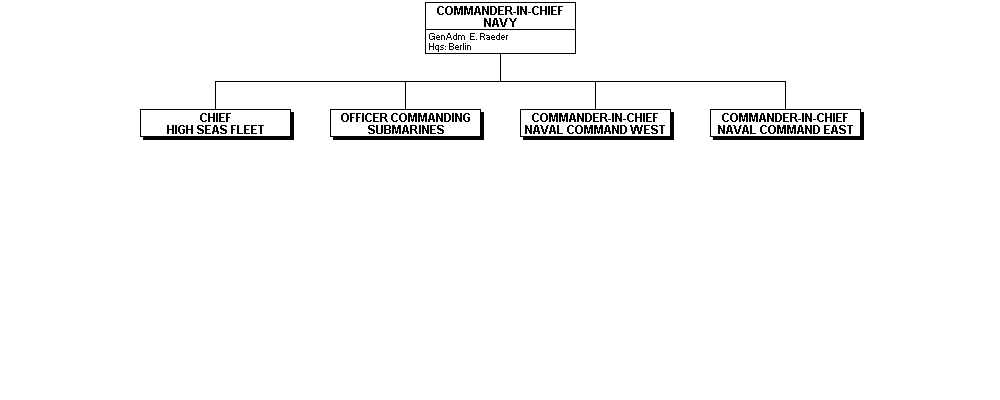 COMMANDER-IN-CHIEF
NAVY
GenAdm E. Raeder
Hqs: Berlin
CHIEF
HIGH SEAS FLEET
OFFICER COMMANDING
SUBMARINES
COMMANDER-IN-CHIEF
NAVAL COMMAND WEST
COMMANDER-IN-CHIEF
NAVAL COMMAND EAST